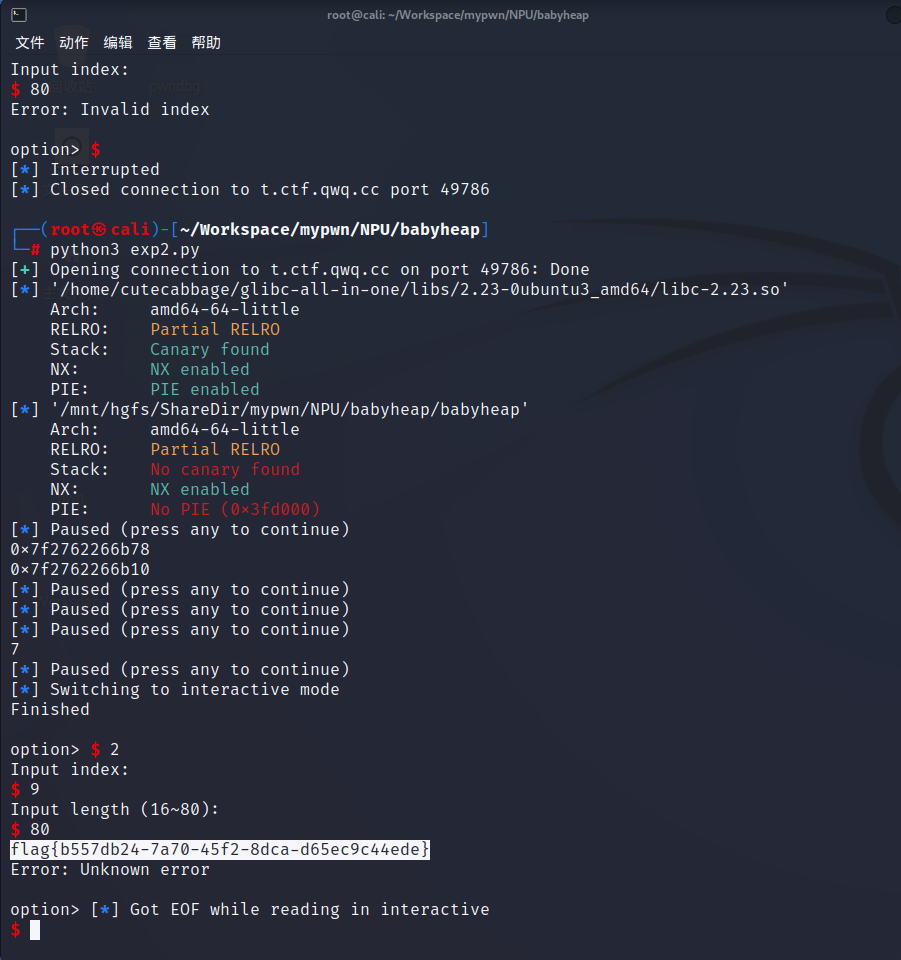 root@cali: ~/Workspace/mypwn/NPU/babyheap
文件 动作 编辑 查看 帮助
Input index:
$ 80
Error: Invalid index
option> $
[*] Interrupted
[*] Closed connection to t.ctf.qwq.cc port 49786
┌──(root㉿cali)-[~/Workspace/mypwn/NPU/babyheap]
└─# python3 exp2.py
[+] Opening connection to t.ctf.qwq.cc on port 49786: Done
[*] '/home/cutecabbage/glibc-all-in-one/libs/2.23-0ubuntu3_amd64/libc-2.23.so'
Arch: amd64-64-little
RELRO: Partial RELRO
Stack: Canary found
NX: NX enabled
PIE: PIE enabled
[*] '/mnt/hgfs/ShareDir/mypwn/NPU/babyheap/babyheap'
Arch: amd64-64-little
RELRO: Partial RELRO
Stack: No canary found
NX: NX enabled
PIE: No PIE (0x3fd000)
[*] Paused (press any to continue)
0x7f2762266b78
0x7f2762266b10
[*] Paused (press any to continue)
[*] Paused (press any to continue)
[*] Paused (press any to continue)
7
[*] Paused (press any to continue)
[*] Switching to interactive mode
Finished
option> $ 2
Input index:
$ 9
Input length (16~80):
$ 80
flag{b557db24-7a70-45f2-8dca-d65ec9c44ede}
Error: Unknown error
option> [*] Got EOF while reading in interactive
$